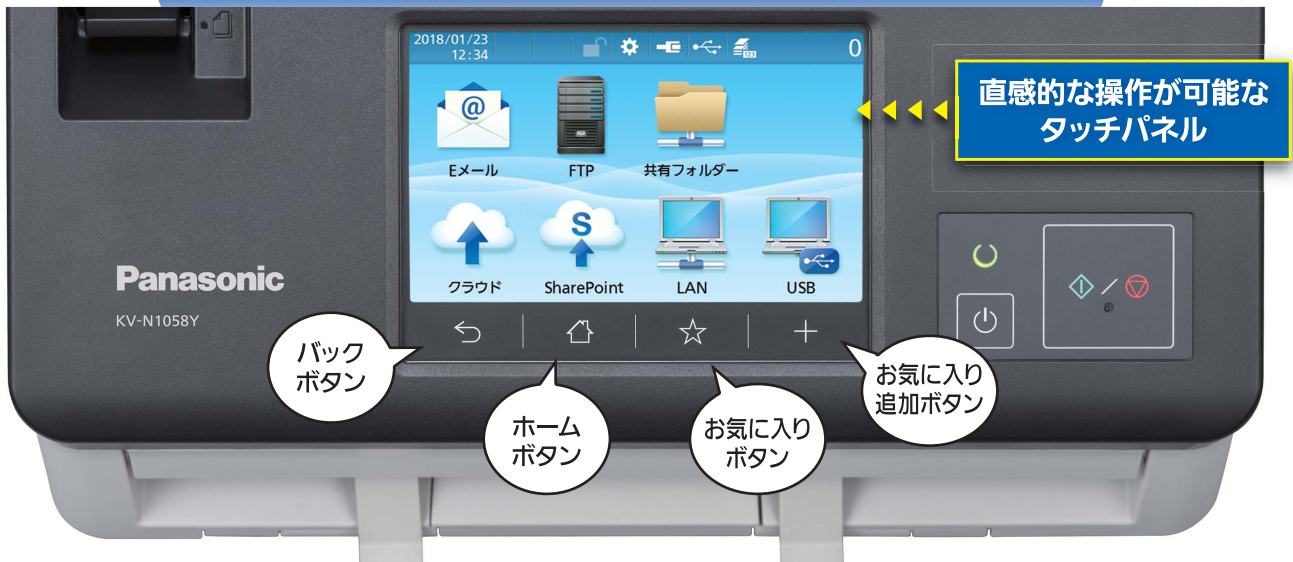 2018/01/23
12:34
0
123
直感的な操作が可能な
タッチパネル
Eメール
FTP
共有フォルダー
クラウド
SharePoint
LAN
USB
Panasonic
KV-N1058Y
バック
ボタン
ホーム
ボタン
お気に入り
ボタン
お気に入り
追加ボタン